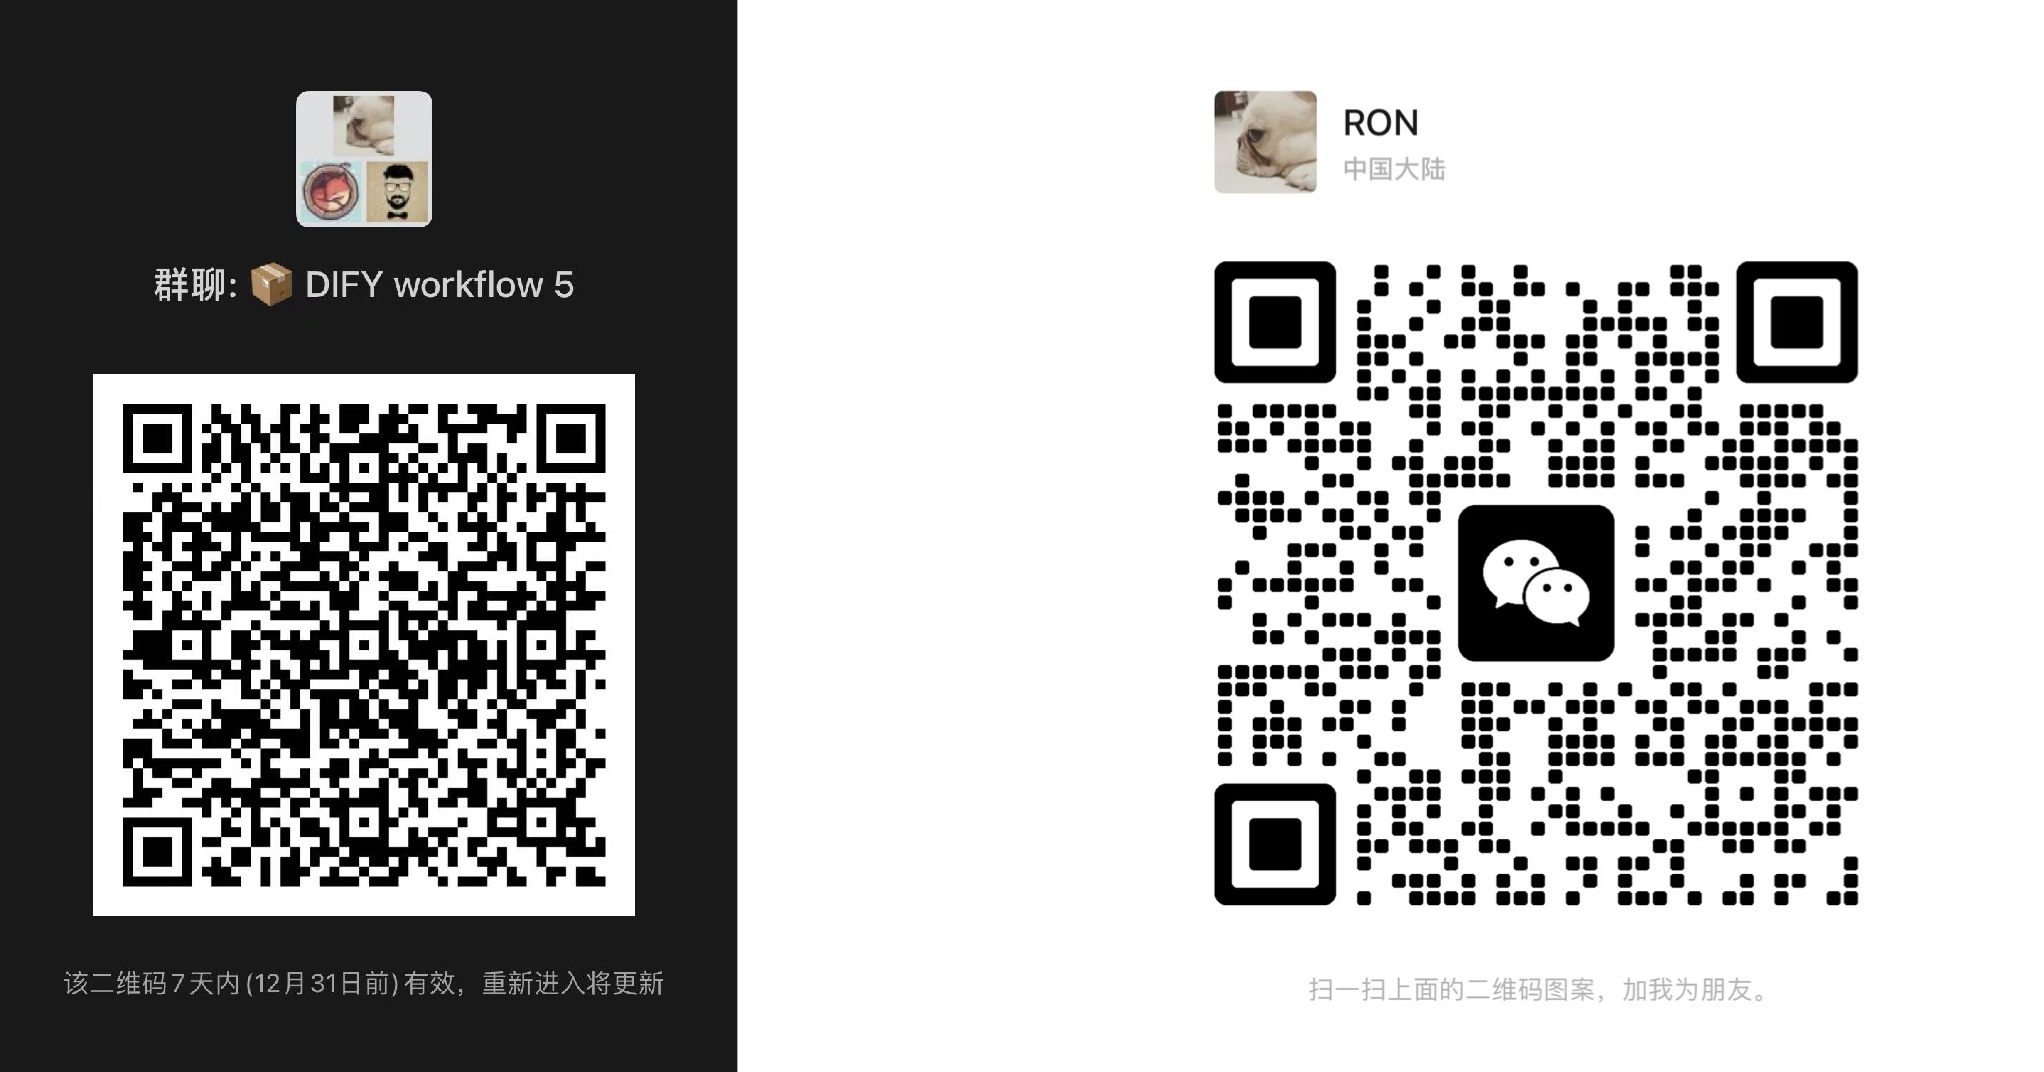 群聊: 📦 DIFY workflow 5
该二维码7天内(12月31日前)有效，重新进入将更新
RON
中国大陆
扫一扫上面的二维码图案，加我为朋友。